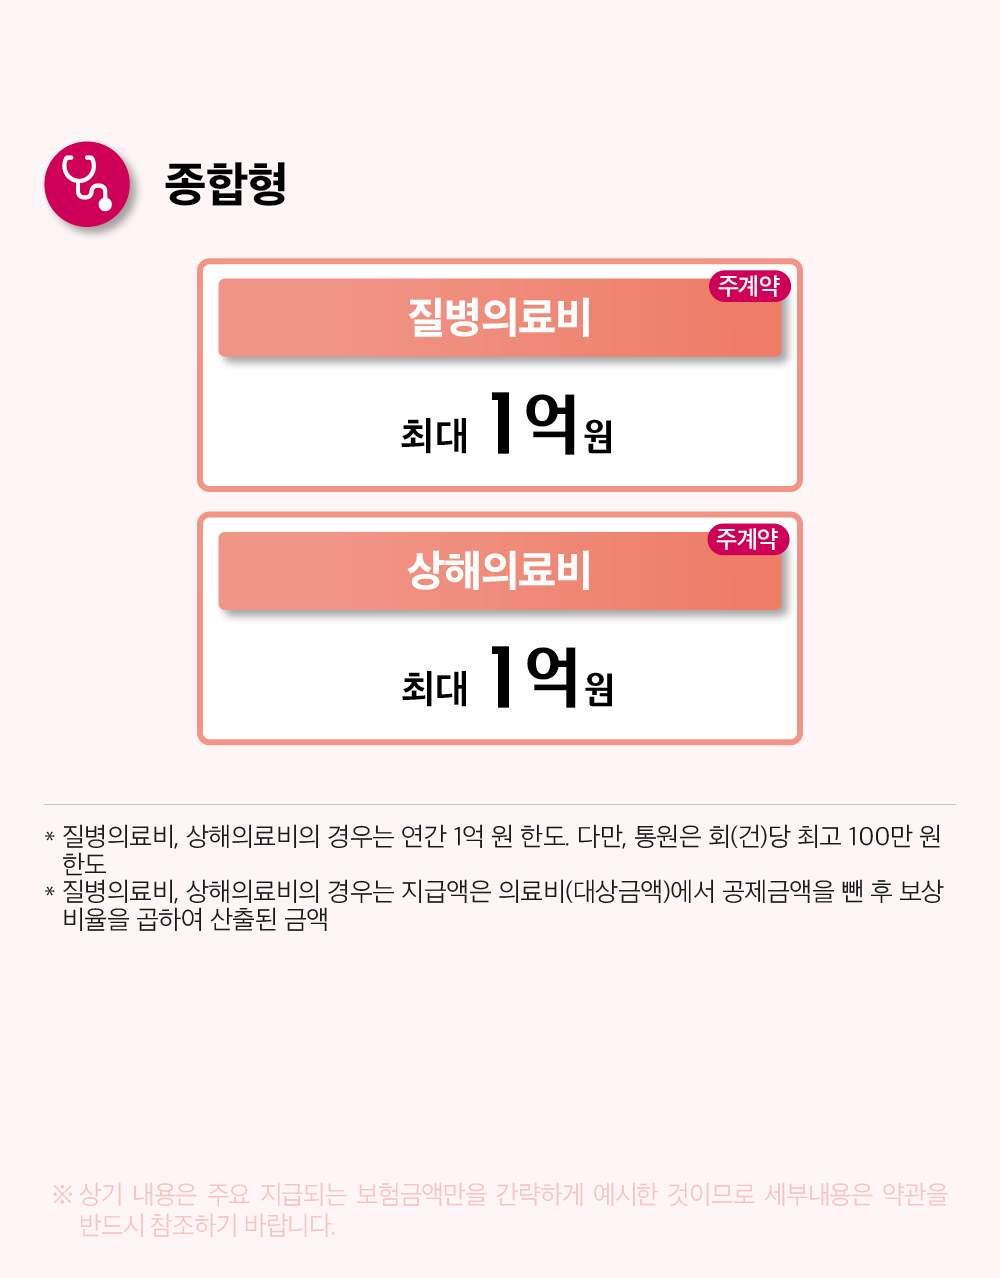 종합형
주계약
질병의료비
최대 1억원
주계약
상해의료비
최대 1억원
* 질병의료비, 상해의료비의 경우는 연간 1억 원 한도. 다만, 통원은 회(건)당 최고 100만 원
한도
* 질병의료비, 상해의료비의 경우는 지급액은 의료비(대상금액)에서 공제금액을 뺀 후 보상
비율을 곱하여 산출된 금액
※ 상기 내용은 주요 지급되는 보험금액만을 간략하게 예시한 것이므로 세부내용은 약관을
반드시 참조하기 바랍니다.